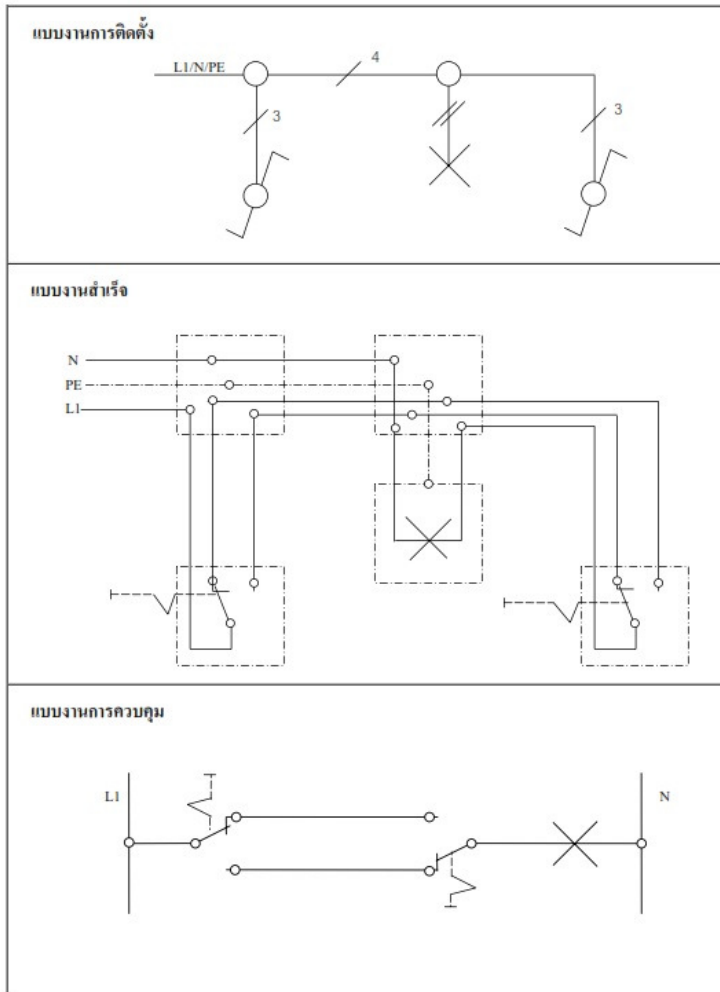 แบบงานการติดตั้ง
L1/N/PE
4
3
3
แบบงานสำเร็จ
N
PE
L1
แบบงานการควบคุม
L1
N